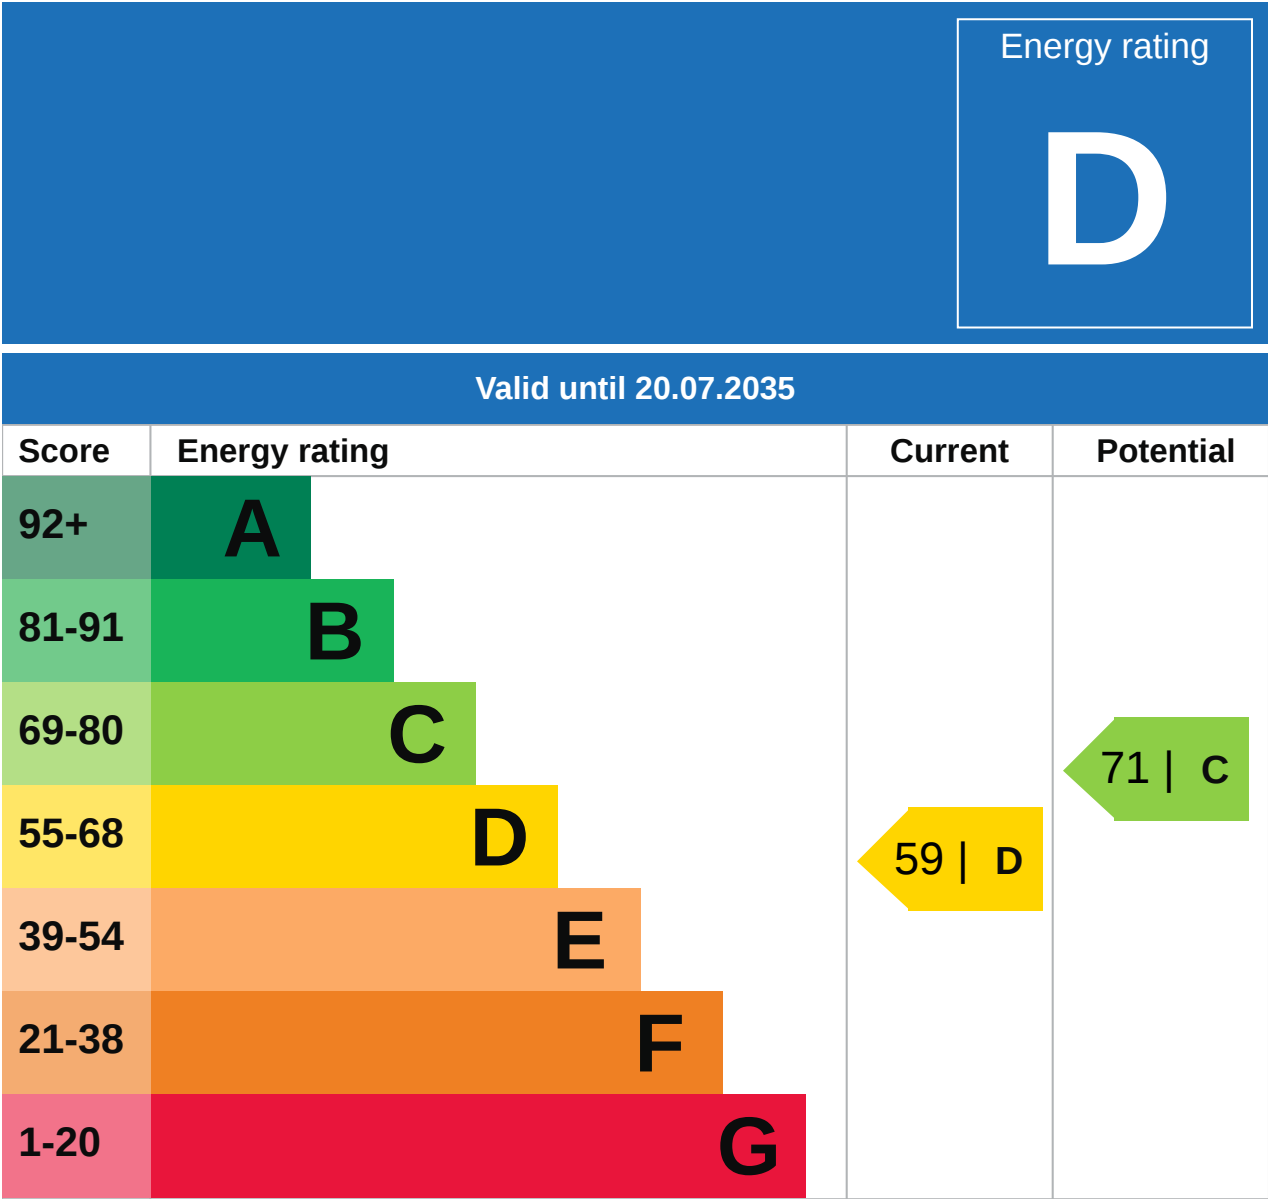 Energy rating
D
Valid until 20.07.2035
Score Energy rating Current Potential
92+ A
81-91 B
69-80 C
71 | C
55-68 D
59 | D
39-54 E
21-38 F
1-20 G